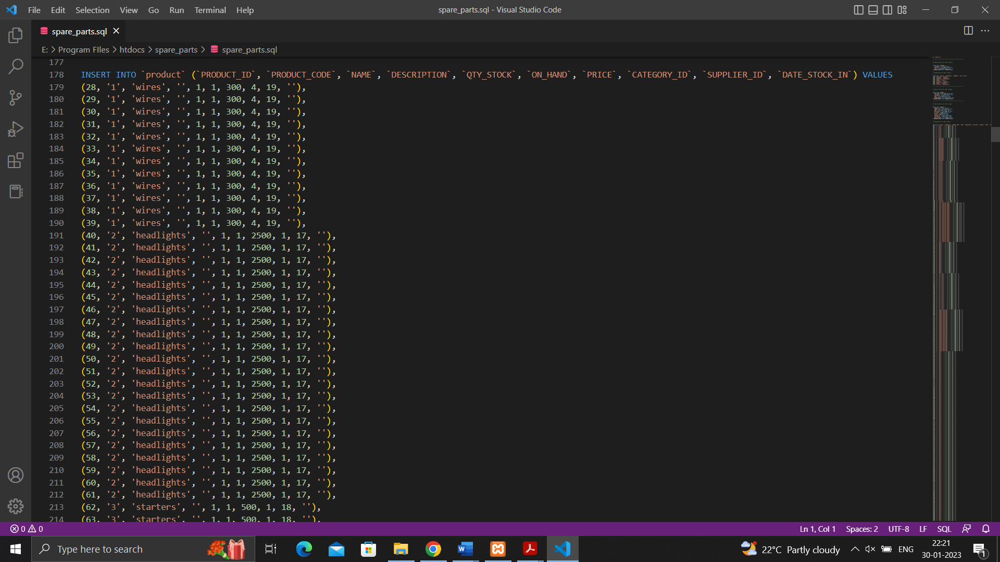 File Edit Selection View Go Run Terminal Help
spare_parts.sql - Visual Studio Code
spare_parts.sql
E: > Program FIles > htdocs > spare_parts > spare_parts.sql
177
178 INSERT INTO `product` (`PRODUCT_ID`, `PRODUCT_CODE`, `NAME`, `DESCRIPTION`, `QTY_STOCK`, `ON_HAND`, `PRICE`, `CATEGORY_ID`, `SUPPLIER_ID`, `DATE_STOCK_IN`) VALUES
179 (28, '1', 'wires', '', 1, 1, 300, 4, 19, ''),
180 (29, '1', 'wires', '', 1, 1, 300, 4, 19, ''),
181 (30, '1', 'wires', '', 1, 1, 300, 4, 19, ''),
182 (31, '1', 'wires', '', 1, 1, 300, 4, 19, ''),
183 (32, '1', 'wires', '', 1, 1, 300, 4, 19, ''),
184 (33, '1', 'wires', '', 1, 1, 300, 4, 19, ''),
185 (34, '1', 'wires', '', 1, 1, 300, 4, 19, ''),
186 (35, '1', 'wires', '', 1, 1, 300, 4, 19, ''),
187 (36, '1', 'wires', '', 1, 1, 300, 4, 19, ''),
188 (37, '1', 'wires', '', 1, 1, 300, 4, 19, ''),
189 (38, '1', 'wires', '', 1, 1, 300, 4, 19, ''),
190 (39, '1', 'wires', '', 1, 1, 300, 4, 19, ''),
191 (40, '2', 'headlights', '', 1, 1, 2500, 1, 17, ''),
192 (41, '2', 'headlights', '', 1, 1, 2500, 1, 17, ''),
193 (42, '2', 'headlights', '', 1, 1, 2500, 1, 17, ''),
194 (43, '2', 'headlights', '', 1, 1, 2500, 1, 17, ''),
195 (44, '2', 'headlights', '', 1, 1, 2500, 1, 17, ''),
196 (45, '2', 'headlights', '', 1, 1, 2500, 1, 17, ''),
197 (46, '2', 'headlights', '', 1, 1, 2500, 1, 17, ''),
198 (47, '2', 'headlights', '', 1, 1, 2500, 1, 17, ''),
199 (48, '2', 'headlights', '', 1, 1, 2500, 1, 17, ''),
200 (49, '2', 'headlights', '', 1, 1, 2500, 1, 17, ''),
201 (50, '2', 'headlights', '', 1, 1, 2500, 1, 17, ''),
202 (51, '2', 'headlights', '', 1, 1, 2500, 1, 17, ''),
203 (52, '2', 'headlights', '', 1, 1, 2500, 1, 17, ''),
204 (53, '2', 'headlights', '', 1, 1, 2500, 1, 17, ''),
205 (54, '2', 'headlights', '', 1, 1, 2500, 1, 17, ''),
206 (55, '2', 'headlights', '', 1, 1, 2500, 1, 17, ''),
207 (56, '2', 'headlights', '', 1, 1, 2500, 1, 17, ''),
208 (57, '2', 'headlights', '', 1, 1, 2500, 1, 17, ''),
209 (58, '2', 'headlights', '', 1, 1, 2500, 1, 17, ''),
210 (59, '2', 'headlights', '', 1, 1, 2500, 1, 17, ''),
211 (60, '2', 'headlights', '', 1, 1, 2500, 1, 17, ''),
212 (61, '2', 'headlights', '', 1, 1, 2500, 1, 17, ''),
213 (62, '3', 'starters', '', 1, 1, 500, 1, 18, ''),
214 (63, '3', 'starters', '', 1, 1, 500, 1, 18, ''),
0 0
Ln 1, Col 1 Spaces: 2 UTF-8 LF SQL
Type here to search
22°C Partly cloudy
ENG
22:21
30-01-2023
1